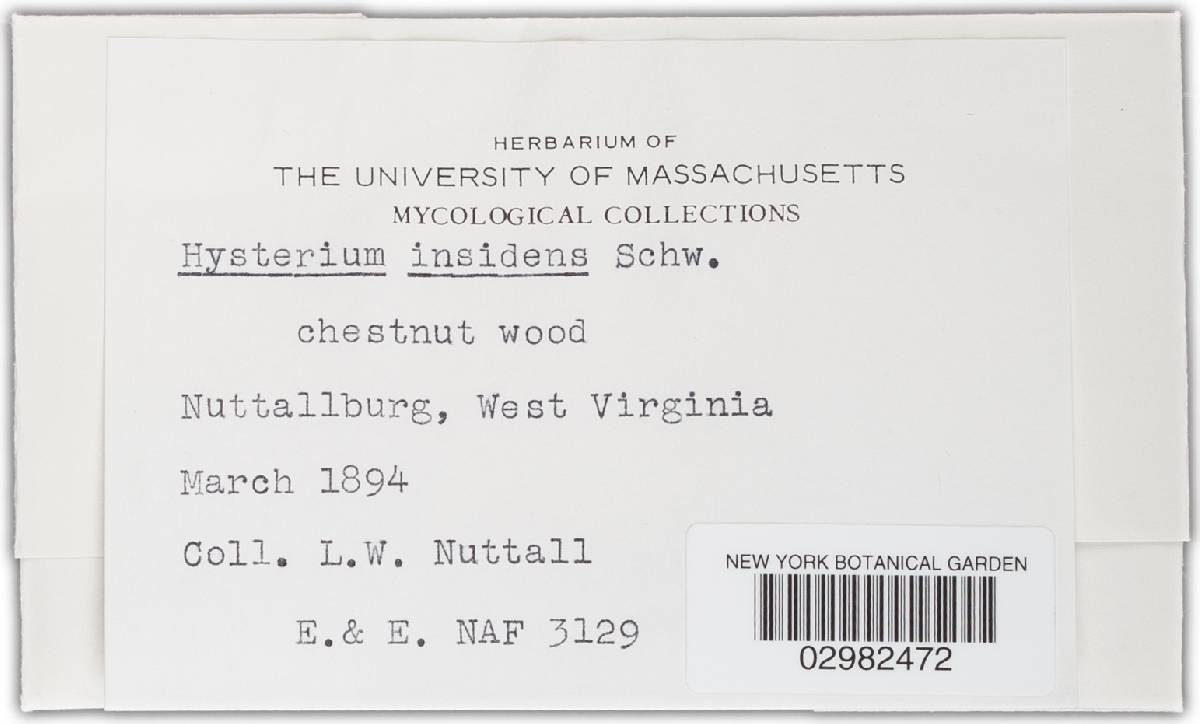 HERBARIUM OF
THE UNIVERSITY OF MASSACHUSETTS
MYCOLOGICAL COLLECTIONS
Hysterium insidens Schw.
chestnut wood
Nuttallburg, West Virginia
March 1894
Coll. L.W. Nuttall
E.& E. NAF 3129
NEW YORK BOTANICAL GARDEN
02982472